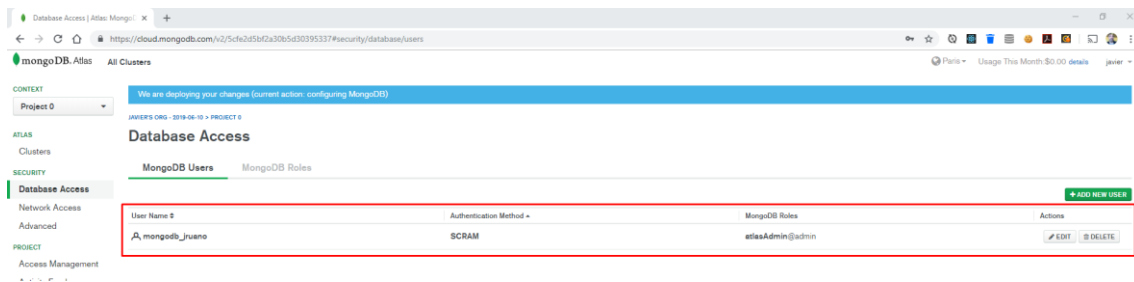 Database Access | Atlas: Mongo
https://cloud.mongodb.com/v2/5cfe2d5bf2a30b5d30395337#security/database/users
mongoDB. Atlas All Clusters Paris Usage This Month:$0.00 details javier
CONTEXT
Project 0
We are deploying your changes (current action: configuring MongoDB)
JAVIER'S ORG - 2019-06-10 > PROJECT 0
ATLAS
Database Access
Clusters
SECURITY
MongoDB Users MongoDB Roles
Database Access
+ADD NEW USER
Network Access
User Name Authentication Method MongoDB Roles Actions
Advanced
mongodb_jruano SCRAM atlasAdmin@admin EDIT DELETE
PROJECT
Access Management